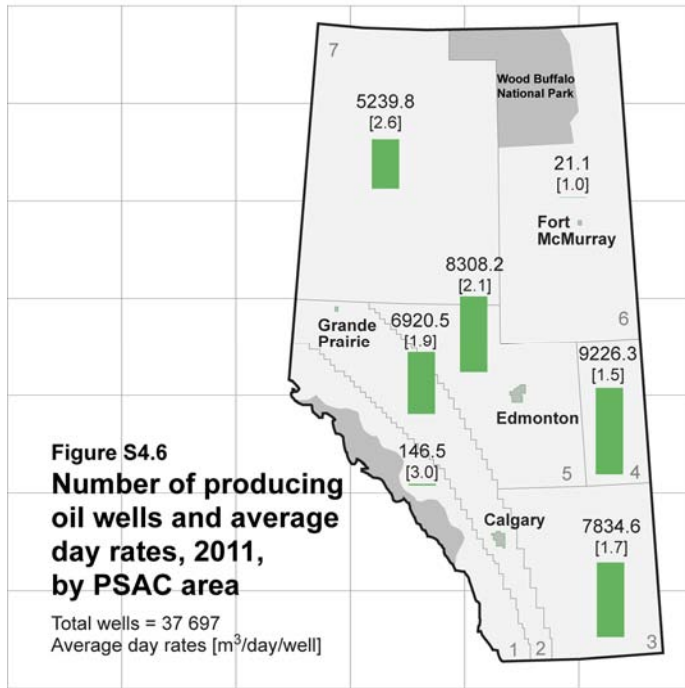 7
Wood Buffalo
National Park
5239.8
[2.6]
21.1
[1.0]
Fort
McMurray
8308.2
[2.1]
6
Grande
Prairie
6920.5
[1.9]
9226.3
[1.5]
Edmonton
146.5
[3.0]
5
4
Calgary
7834.6
[1.7]
1
2
3
Figure S4.6
Number of producing
oil wells and average
day rates, 2011,
by PSAC area
Total wells = 37 697
Average day rates [m³/day/well]